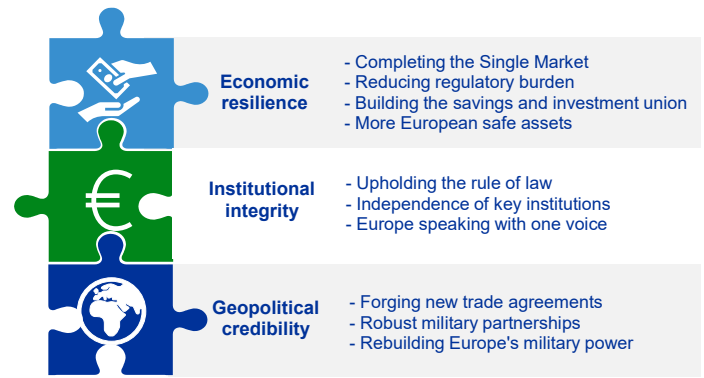 Economic
resilience
- Completing the Single Market
- Reducing regulatory burden
- Building the savings and investment union
- More European safe assets
€
Institutional
integrity
- Upholding the rule of law
- Independence of key institutions
- Europe speaking with one voice
Geopolitical
credibility
- Forging new trade agreements
- Robust military partnerships
- Rebuilding Europe's military power